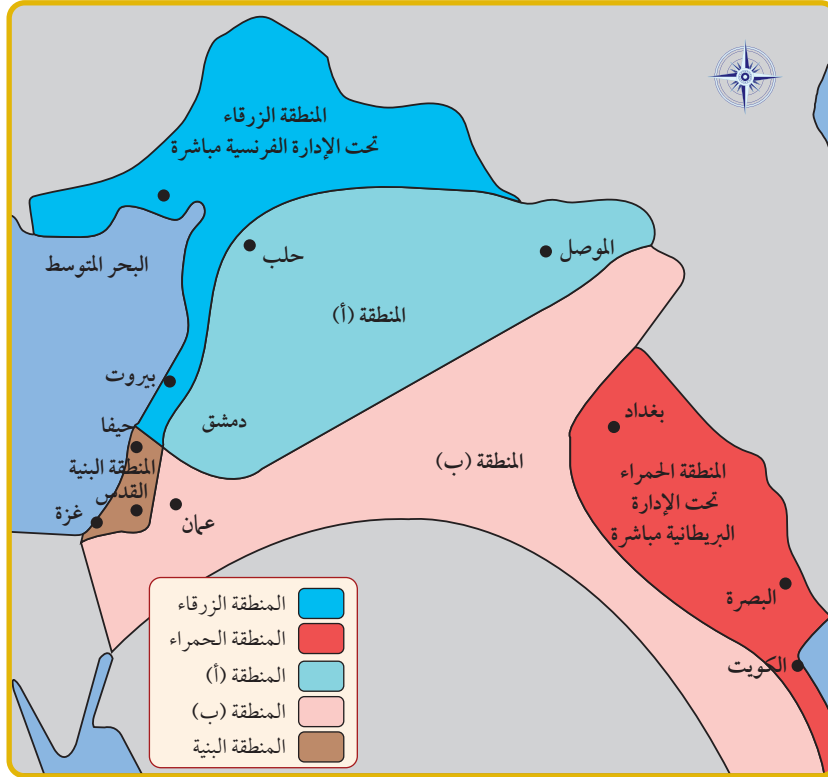 المنطقة الزرقاء
تحت الإدارة الفرنسية مباشرة
البحر المتوسط
حلب
الموصل
المنطقة (أ)
بيروت
دمشق
حيفا
المنطقة البنية
القدس
غزة
عمان
المنطقة (ب)
بغداد
المنطقة الحمراء
تحت الإدارة
البريطانية مباشرة
البصرة
الكويت
المنطقة الزرقاء
المنطقة الحمراء
المنطقة (أ)
المنطقة (ب)
المنطقة البنية